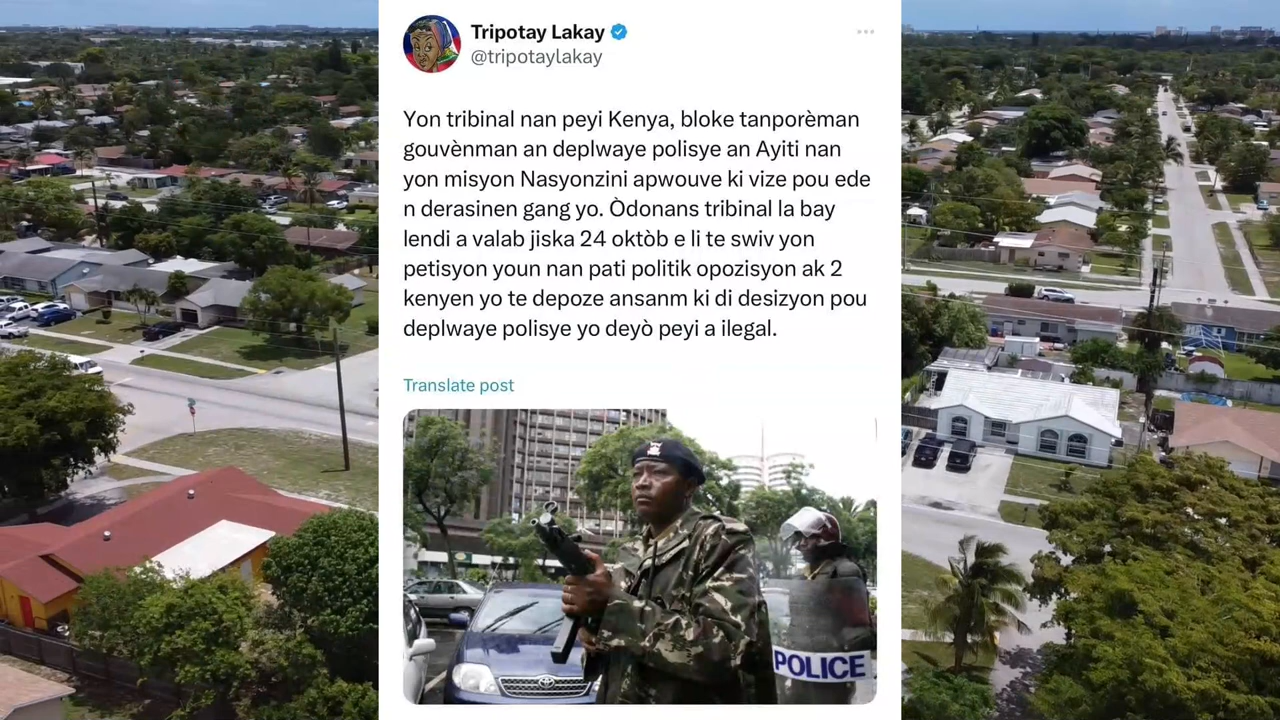 Tripotay Lakay
@tripotaylakay
Yon tribinal nan peyi Kenya, bloke tanporèman
gouvènman an deplwaye polisye an Ayiti nan
yon misyon Nasyonzini apwouve ki vize pou ede
n derasinen gang yo. Òdonans tribinal la bay
lendi a valab jiska 24 oktòb e li te swiv yon
petisyon youn nan pati politik opozisyon ak 2
kenyen yo te depoze ansanm ki di desizyon pou
deplwaye polisye yo deyò peyi a ilegal.
Translate post
POLICE